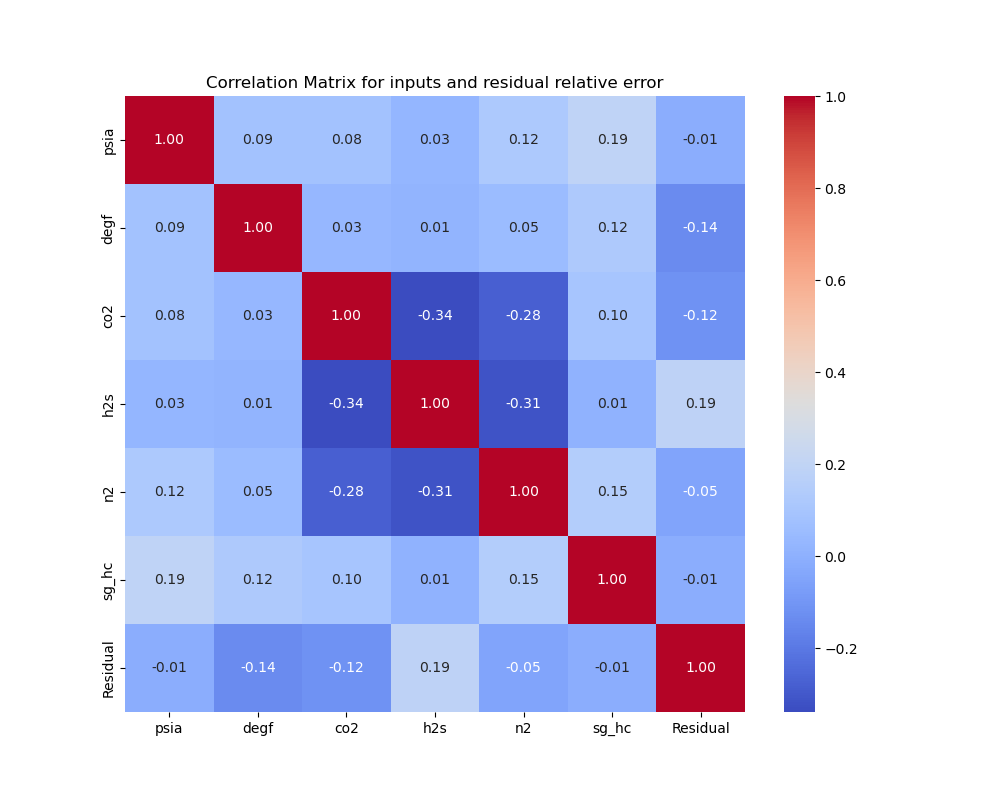 Correlation Matrix for inputs and residual relative error
psia 1.00 0.09 0.08 0.03 0.12 0.19 -0.01
degf 0.09 1.00 0.03 0.01 0.05 0.12 -0.14
co2 0.08 0.03 1.00 -0.34 -0.28 0.10 -0.12
h2s 0.03 0.01 -0.34 1.00 -0.31 0.01 0.19
n2 0.12 0.05 -0.28 -0.31 1.00 0.15 -0.05
sg_hc 0.19 0.12 0.10 0.01 0.15 1.00 -0.01
Residual -0.01 -0.14 -0.12 0.19 -0.05 -0.01 1.00
psia degf co2 h2s n2 sg_hc Residual
1.0
0.8
0.6
0.4
0.2
0.0
−0.2